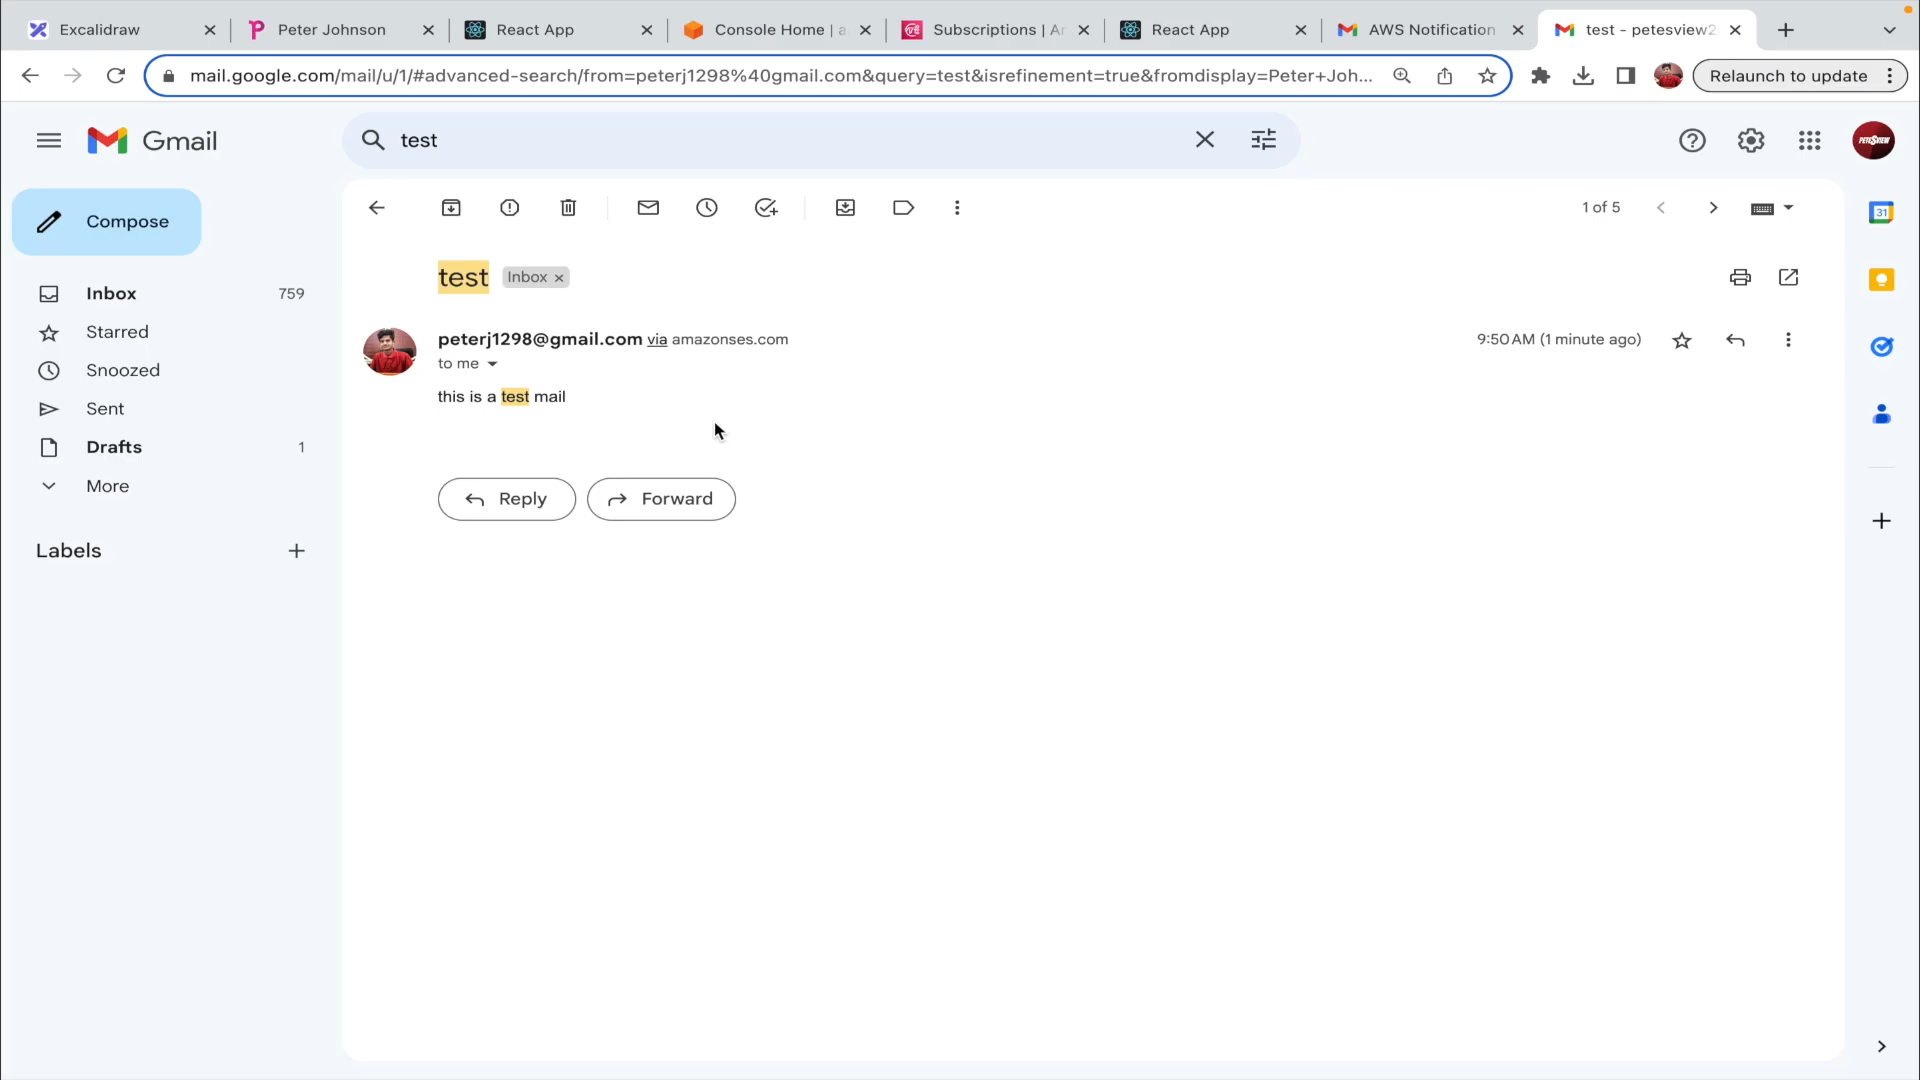 Excalidraw
Peter Johnson
React App
Console Home | a
Subscriptions | A
React App
AWS Notification
test - petesview2
mail.google.com/mail/u/1/#advanced-search/from=peterj1298%40gmail.com&query=test&isrefinement=true&fromdisplay=Peter+Joh...
Relaunch to update
Gmail
test
PETESVIEW
Compose
1 of 5
31
test
Inbox ×
Inbox 759
peterj1298@gmail.com via amazonses.com
9:50 AM (1 minute ago)
Starred
to me
Snoozed
this is a test mail
Sent
Drafts 1
More
Reply
Forward
Labels